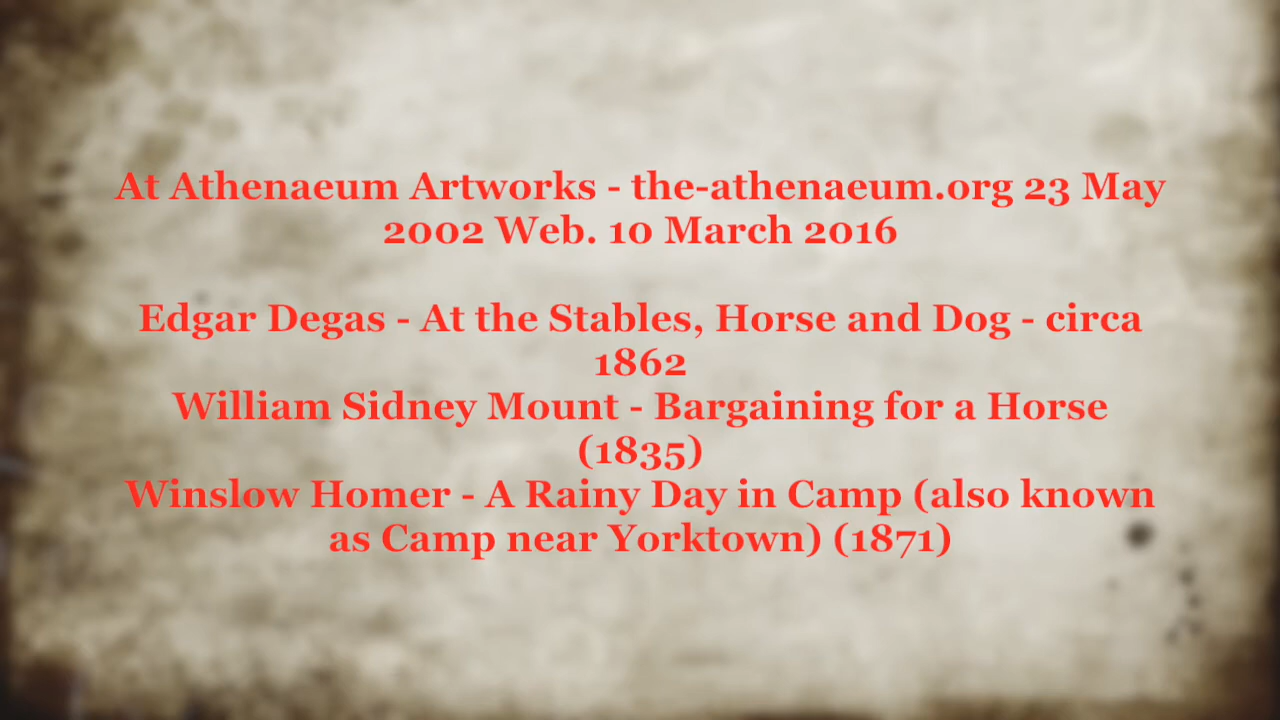 At Athenaeum Artworks - the-athenaeum.org 23 May
2002 Web. 10 March 2016
Edgar Degas - At the Stables, Horse and Dog - circa
1862
William Sidney Mount - Bargaining for a Horse
(1835)
Winslow Homer - A Rainy Day in Camp (also known
as Camp near Yorktown) (1871)